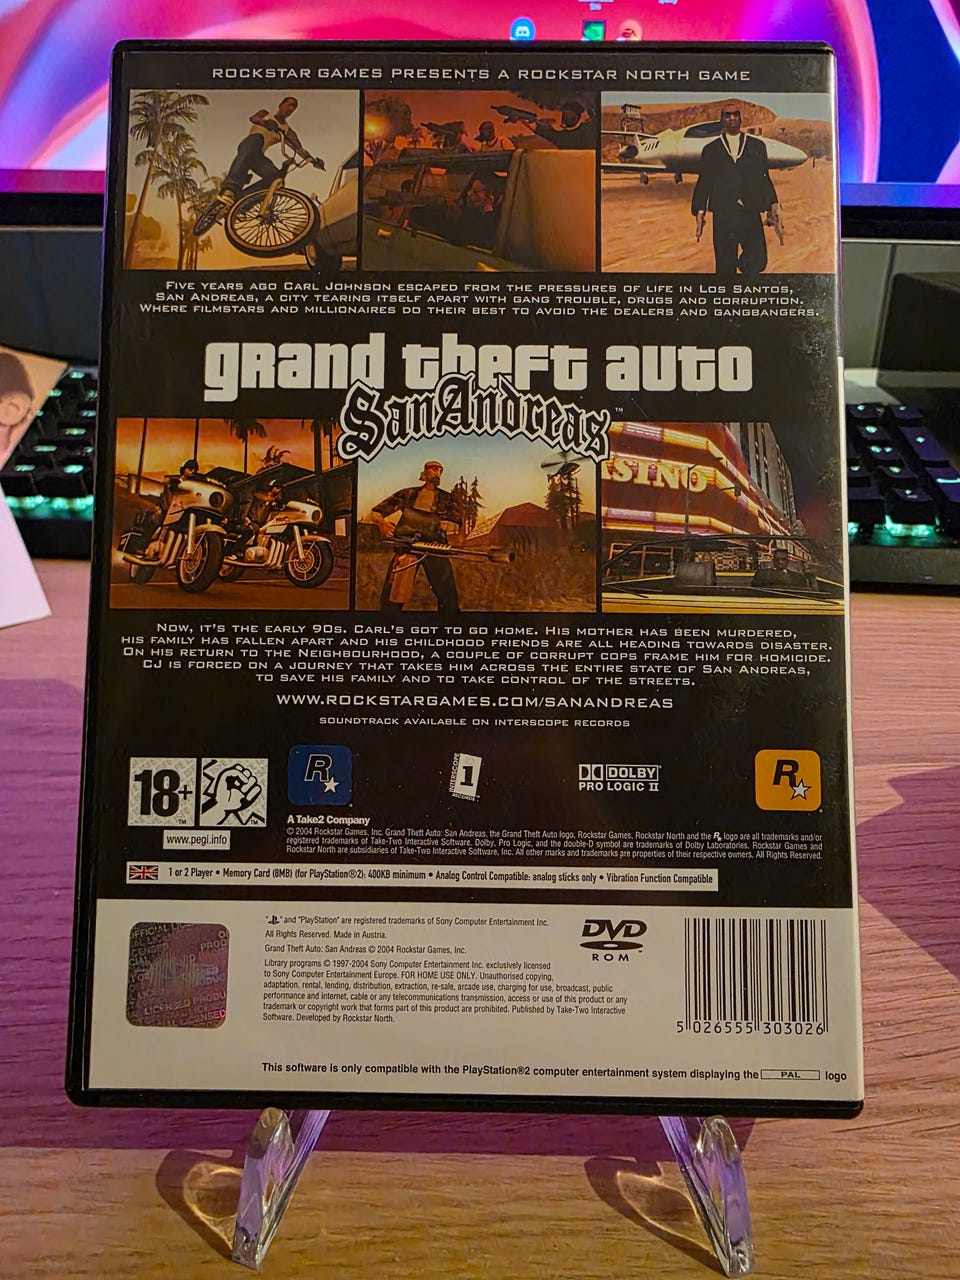 ROCKSTAR GAMES PRESENTS A ROCKSTAR NORTH GAME
FIVE YEARS AGO CARL JOHNSON ESCAPED FROM THE PRESSURES OF LIFE IN LOS SANTOS,
SAN ANDREAS, A CITY TEARING ITSELF APART WITH GANG TROUBLE, DRUGS AND CORRUPTION.
WHERE FILMSTARS AND MILLIONAIRES DO THEIR BEST TO AVOID THE DEALERS AND GANGBANGERS.
grand theft auto
San Andreas™
SINO
NOW, IT'S THE EARLY 90S. CARL'S GOT TO GO HOME. HIS MOTHER HAS BEEN MURDERED,
HIS FAMILY HAS FALLEN APART AND HIS CHILDHOOD FRIENDS ARE ALL HEADING TOWARDS DISASTER.
ON HIS RETURN TO THE NEIGHBOURHOOD, A COUPLE OF CORRUPT COPS FRAME HIM FOR HOMICIDE.
CJ IS FORCED ON A JOURNEY THAT TAKES HIM ACROSS THE ENTIRE STATE OF SAN ANDREAS,
TO SAVE HIS FAMILY AND TO TAKE CONTROL OF THE STREETS.
WWW.ROCKSTARGAMES.COM/SANANDREAS
SOUNDTRACK AVAILABLE ON INTERSCOPE RECORDS
18+
www.pegi.info
R
INTERSCOPE
1
RECORDS
DOLBY
PRO LOGIC II
R
A Take2 Company
© 2004 Rockstar Games, Inc. Grand Theft Auto: San Andreas, the Grand Theft Auto logo, Rockstar Games, Rockstar North and the R logo are all trademarks and/or
registered trademarks of Take-Two Interactive Software. Dolby, Pro Logic, and the double-D symbol are trademarks of Dolby Laboratories. Rockstar Games and
Rockstar North are subsidiaries of Take-Two Interactive Software, Inc. All other marks and trademarks are properties of their respective owners. All Rights Reserved.
1 or 2 Player • Memory Card (8MB) (for PlayStation®2): 400KB minimum • Analog Control Compatible: analog sticks only • Vibration Function Compatible
" " and "PlayStation" are registered trademarks of Sony Computer Entertainment Inc.
All Rights Reserved. Made in Austria.
Grand Theft Auto: San Andreas © 2004 Rockstar Games, Inc.
Library programs © 1997-2004 Sony Computer Entertainment Inc. exclusively licensed
to Sony Computer Entertainment Europe. FOR HOME USE ONLY. Unauthorised copying,
adaptation, rental, lending, distribution, extraction, re-sale, arcade use, charging for use, broadcast, public
performance and internet, cable or any telecommunications transmission, access or use of this product or any
trademark or copyright work that forms part of this product are prohibited. Published by Take-Two Interactive
Software. Developed by Rockstar North.
DVD
ROM
5 026555 303026
This software is only compatible with the PlayStation®2 computer entertainment system displaying the PAL logo